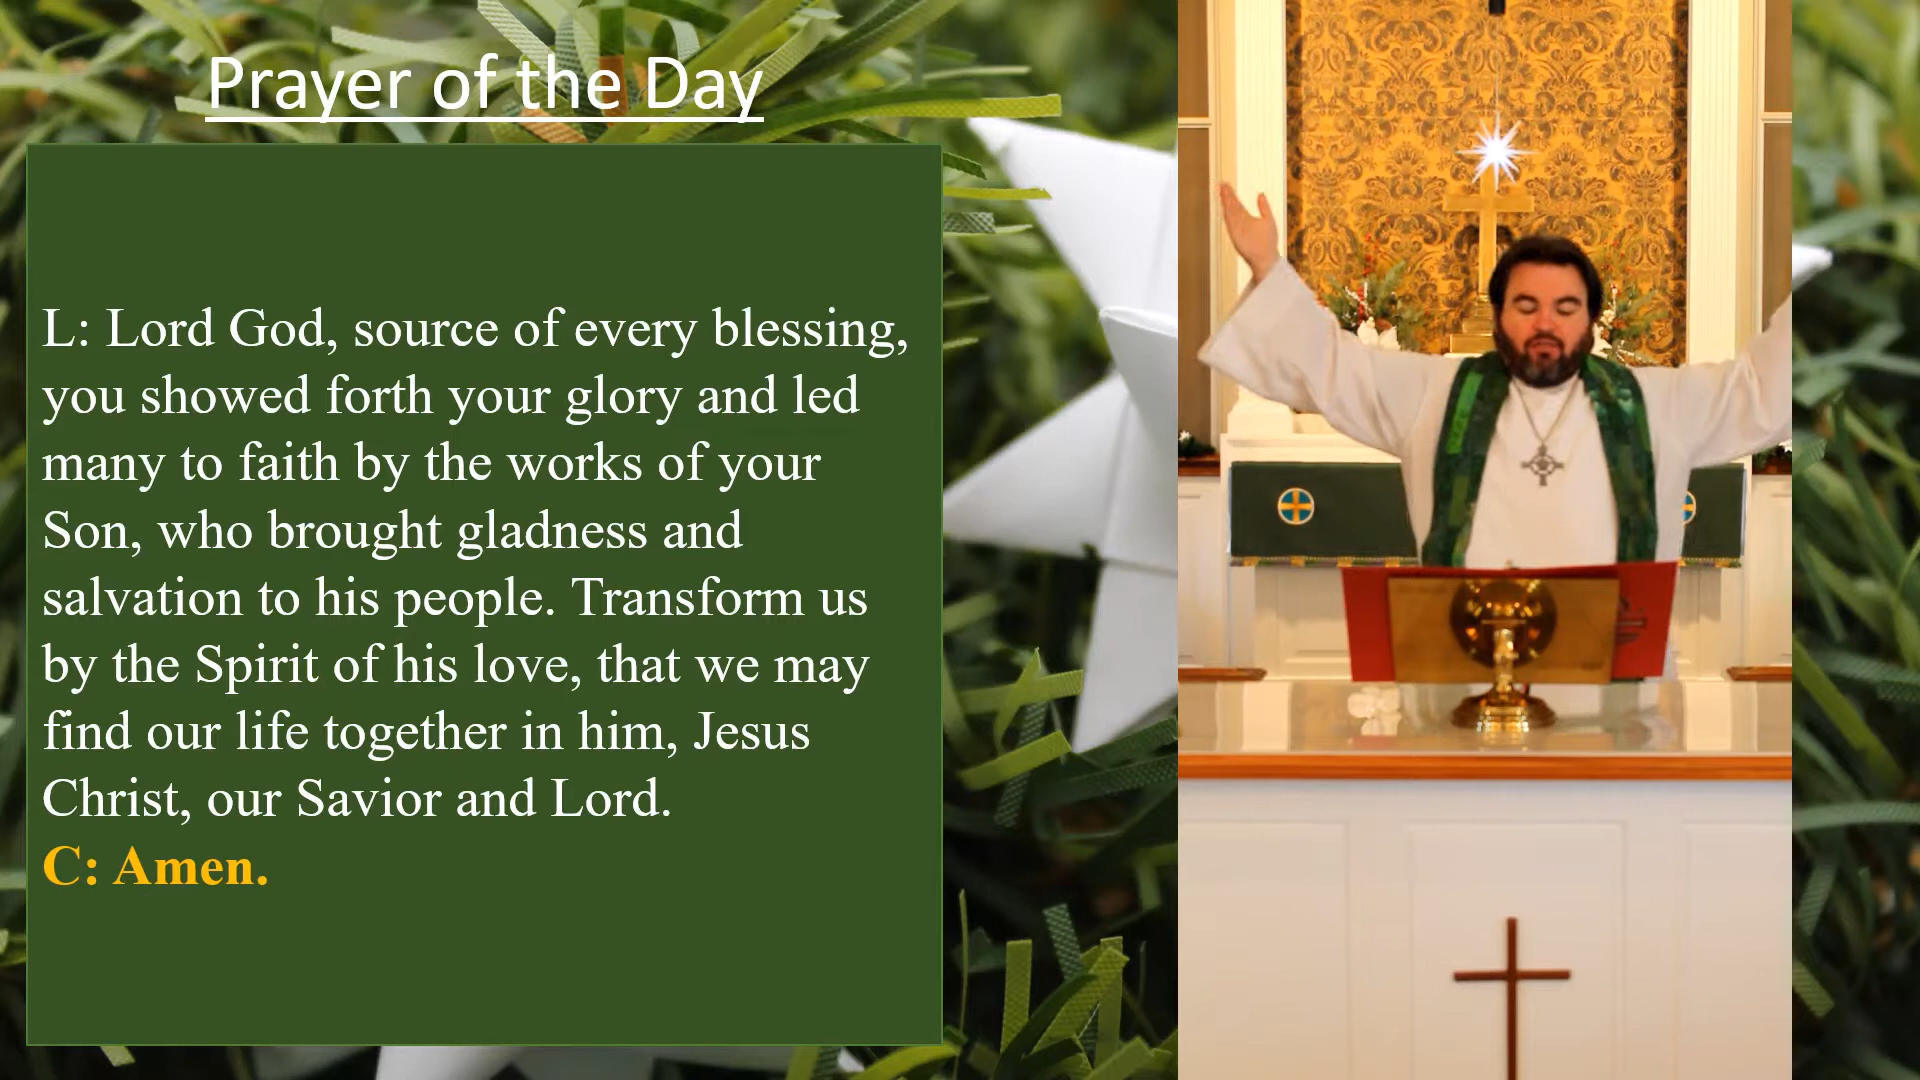 Prayer of the Day
L: Lord God, source of every blessing,
you showed forth your glory and led
many to faith by the works of your
Son, who brought gladness and
salvation to his people. Transform us
by the Spirit of his love, that we may
find our life together in him, Jesus
Christ, our Savior and Lord.
C: Amen.